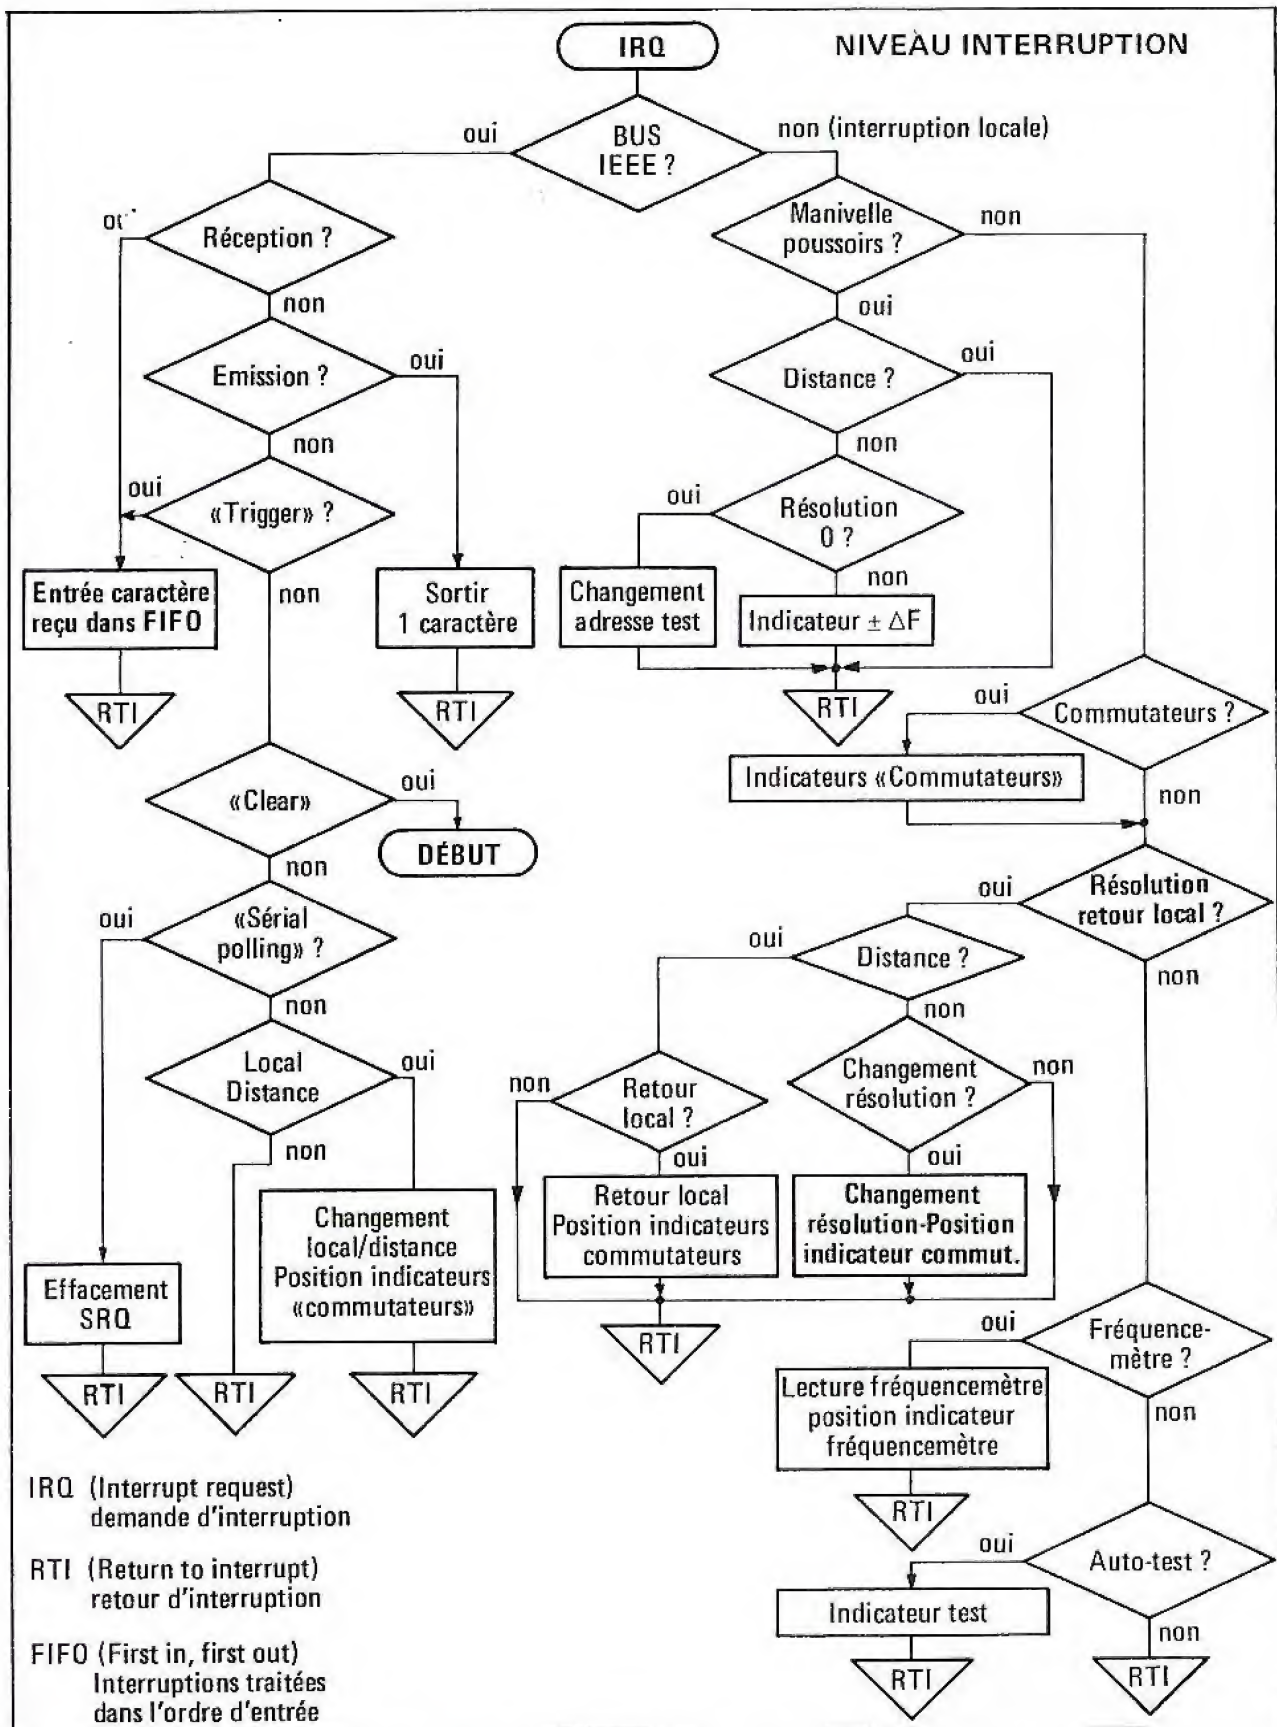 NIVEAU INTERRUPTION
IRQ
BUS
IEEE ?
oui
non (interruption locale)
Réception ?
non
Emission ?
oui
non
«Trigger» ?
oui
non
Entrée caractère
reçu dans FIFO
RTI
Sortir
1 caractère
RTI
«Clear»
oui
DÉBUT
non
«Sérial
polling» ?
oui
non
Effacement
SRQ
RTI
Local
Distance
oui
non
RTI
Changement
local/distance
Position indicateurs
«commutateurs»
RTI
Manivelle
poussoirs ?
non
oui
Distance ?
oui
non
Résolution
0 ?
oui
non
Changement
adresse test
Indicateur ± ΔF
RTI
Commutateurs ?
oui
non
Indicateurs «Commutateurs»
Résolution
retour local ?
oui
non
Distance ?
oui
non
Retour
local ?
non
oui
Retour local
Position indicateurs
commutateurs
Changement
résolution ?
non
oui
Changement
résolution-Position
indicateur commut.
RTI
Fréquence-
mètre ?
oui
non
Lecture fréquencemètre
position indicateur
fréquencemètre
RTI
Auto-test ?
oui
non
Indicateur test
RTI
RTI
IRQ (Interrupt request)
demande d'interruption
RTI (Return to interrupt)
retour d'interruption
FIFO (First in, first out)
Interruptions traitées
dans l'ordre d'entrée